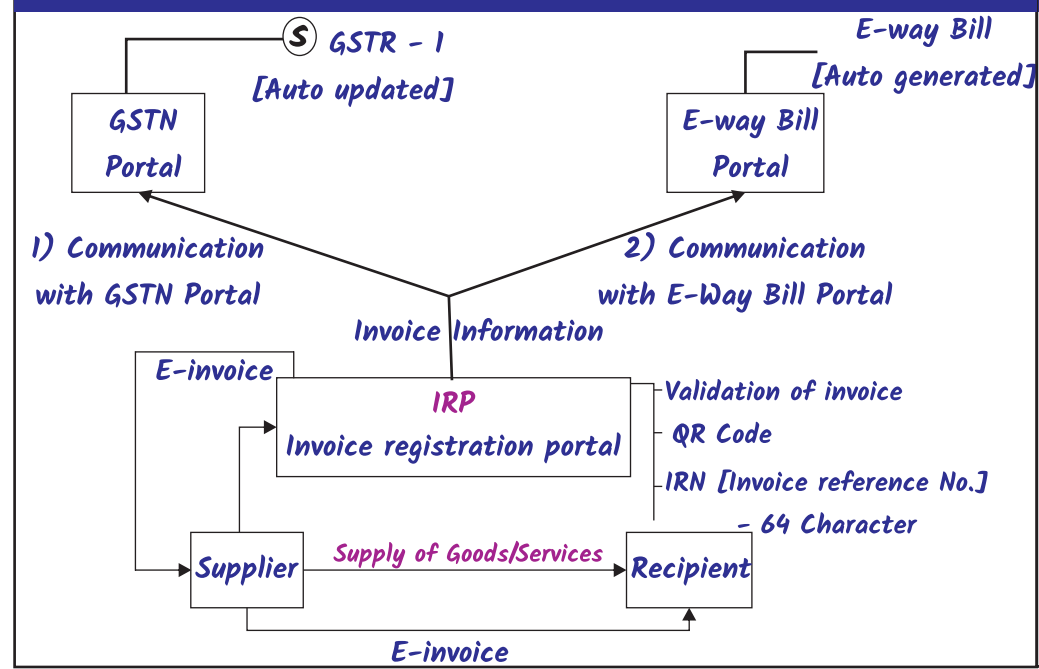 S GSTR - 1
[Auto updated]
E-way Bill
[Auto generated]
GSTN
Portal
E-way Bill
Portal
1) Communication
with GSTN Portal
2) Communication
with E-Way Bill Portal
Invoice Information
E-invoice
IRP
Invoice registration portal
Validation of invoice
QR Code
IRN [Invoice reference No.]
- 64 Character
Supplier
Supply of Goods/Services
Recipient
E-invoice